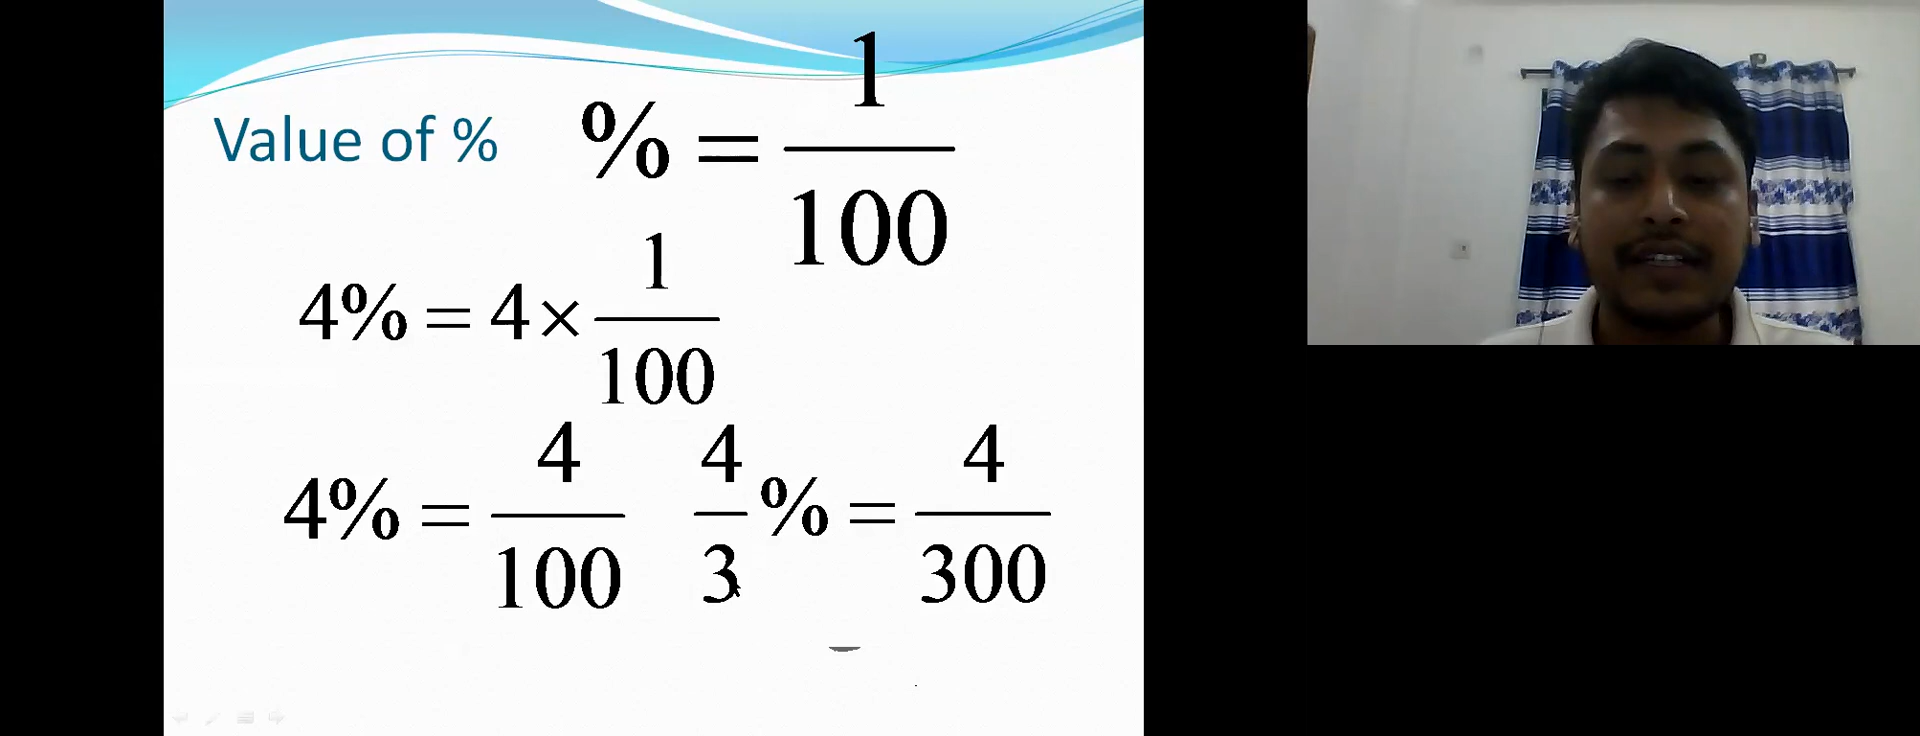 Value of % % = 1/100
4% = 4 × 1/100
4% = 4/100 4/3 % = 4/300